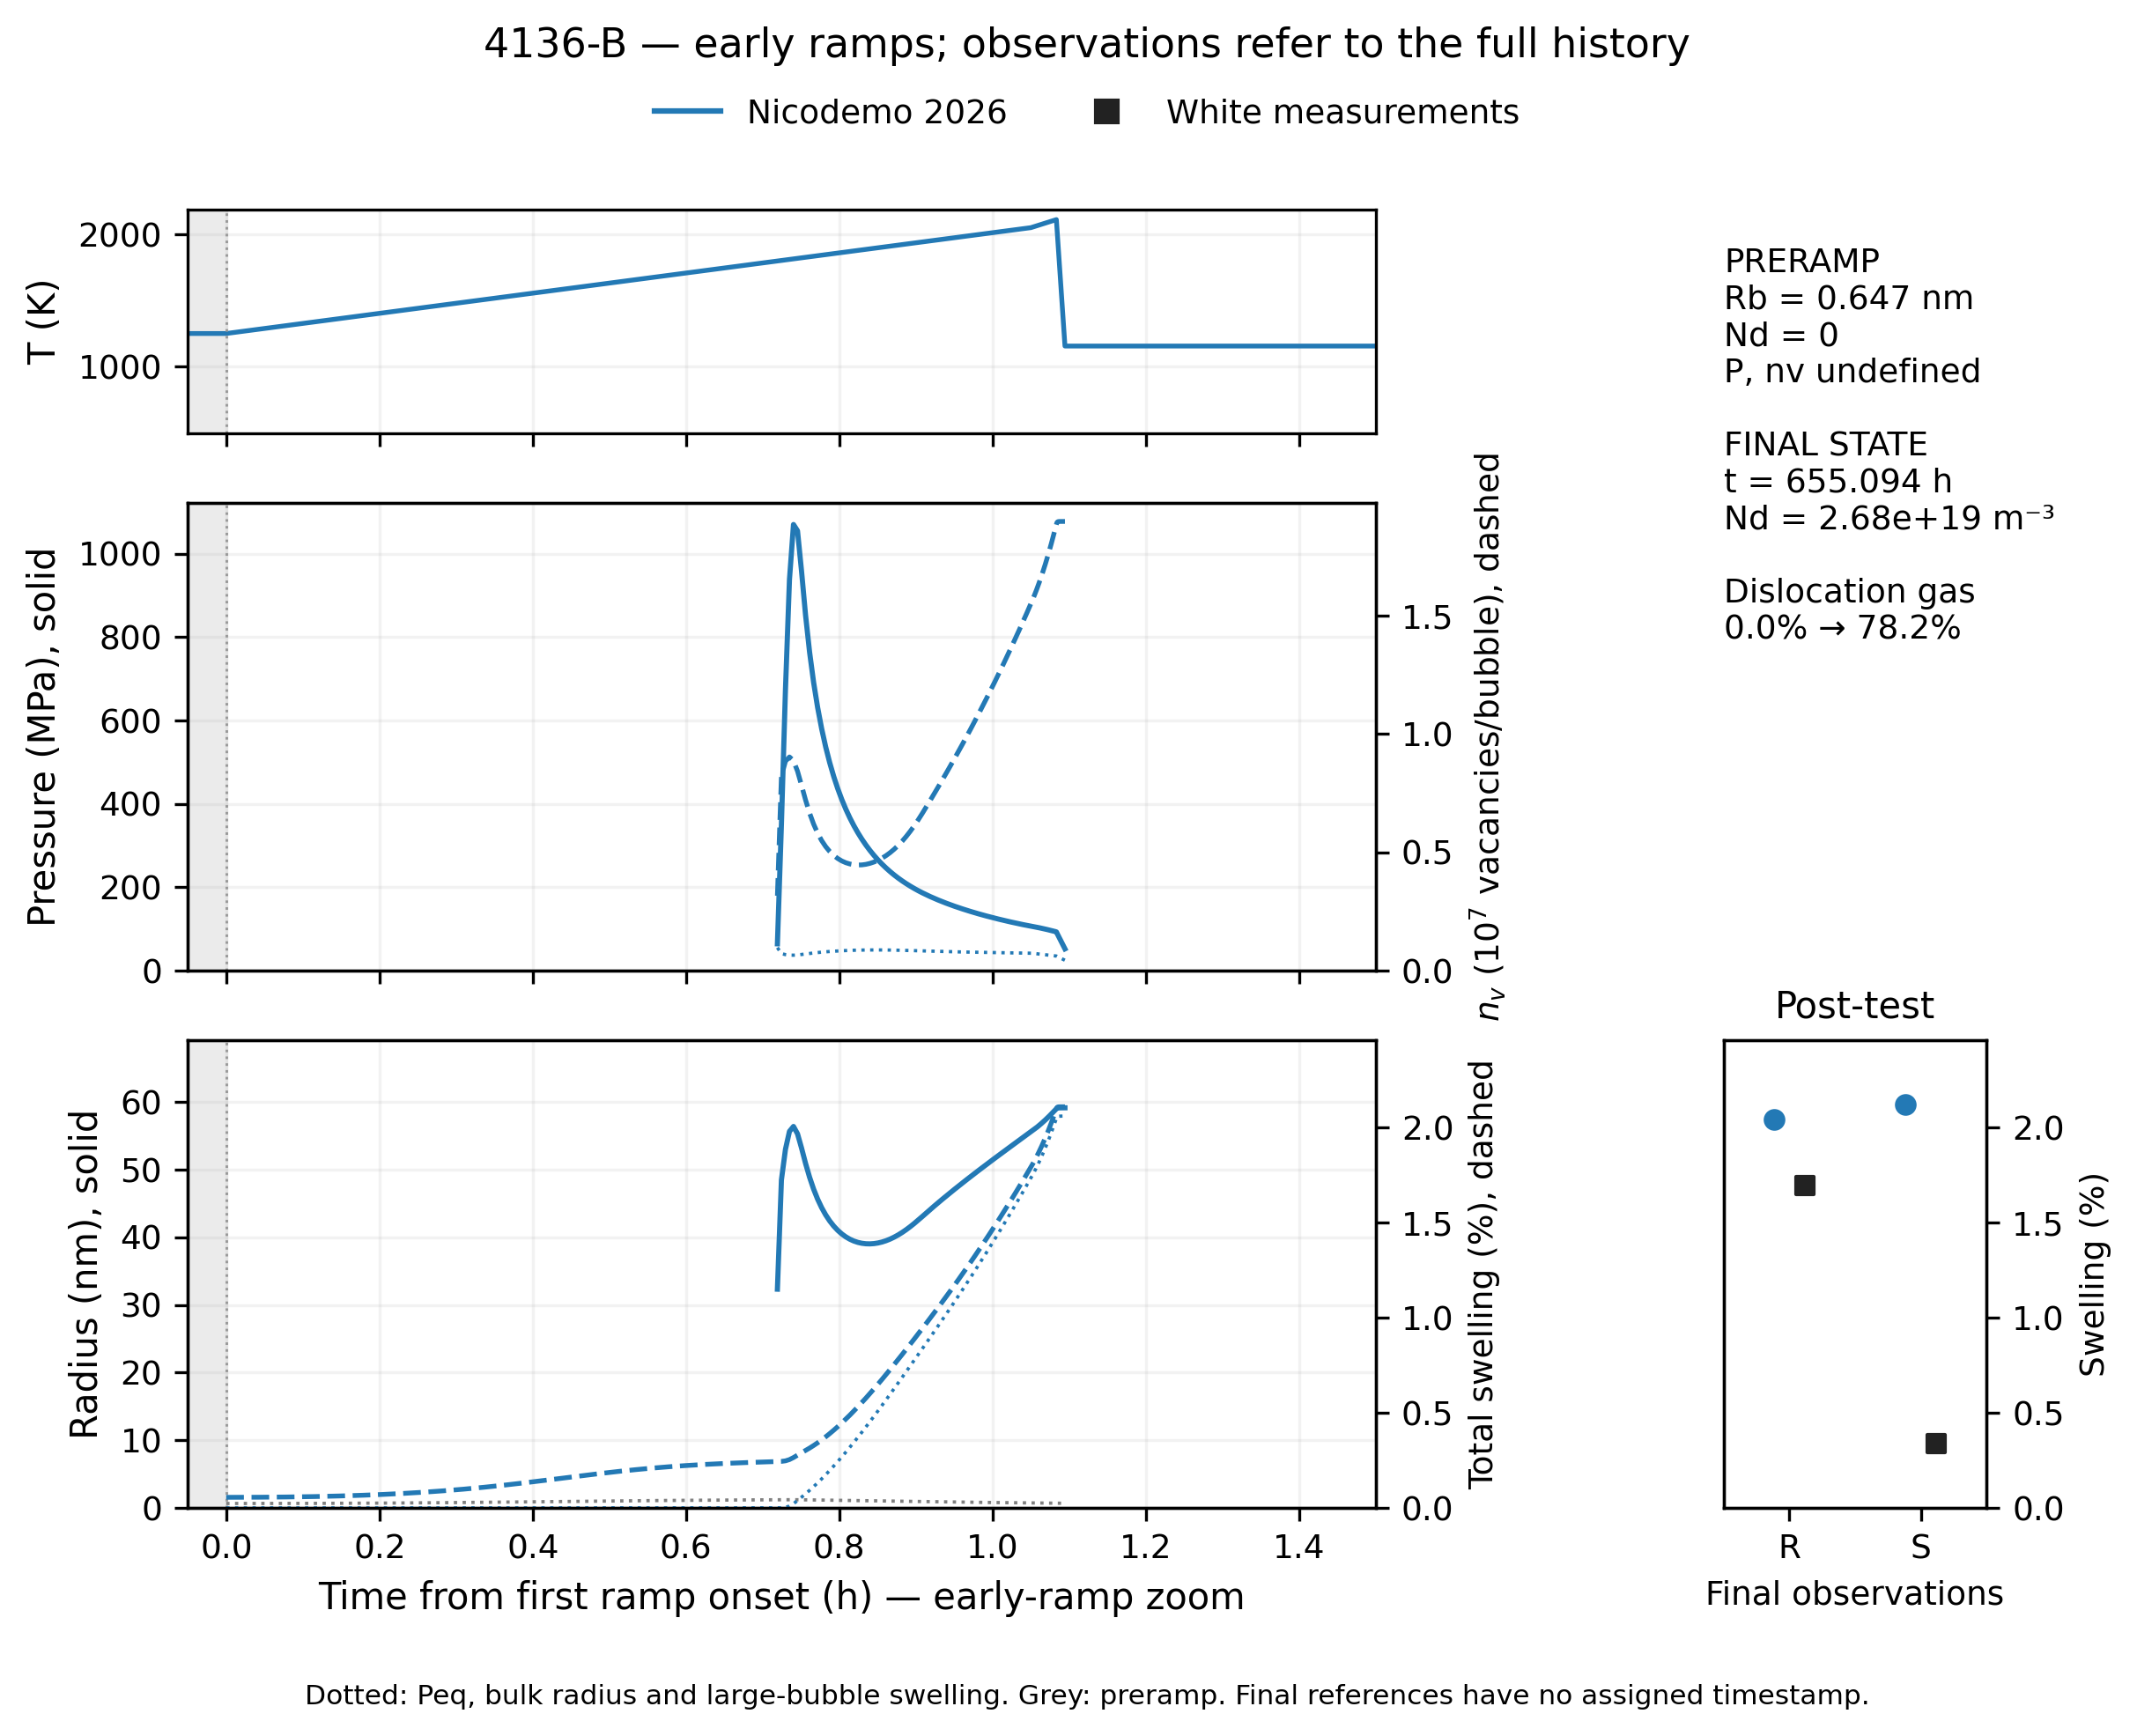 4136-B — early ramps; observations refer to the full history
Nicodemo 2026
White measurements
T (K)
2000
1000
PRERAMP
Rb = 0.647 nm
Nd = 0
P, nv undefined
FINAL STATE
t = 655.094 h
Nd = 2.68e+19 m⁻³
Dislocation gas
0.0% → 78.2%
Pressure (MPa), solid
1000
800
600
400
200
0
1.5
1.0
0.5
0.0
n_v (10⁷ vacancies/bubble), dashed
Radius (nm), solid
60
50
40
30
20
10
0
2.0
1.5
1.0
0.5
0.0
Total swelling (%), dashed
0.0 0.2 0.4 0.6 0.8 1.0 1.2 1.4
Time from first ramp onset (h) — early-ramp zoom
Post-test
2.0
1.5
1.0
0.5
0.0
Swelling (%)
R S
Final observations
Dotted: Peq, bulk radius and large-bubble swelling. Grey: preramp. Final references have no assigned timestamp.